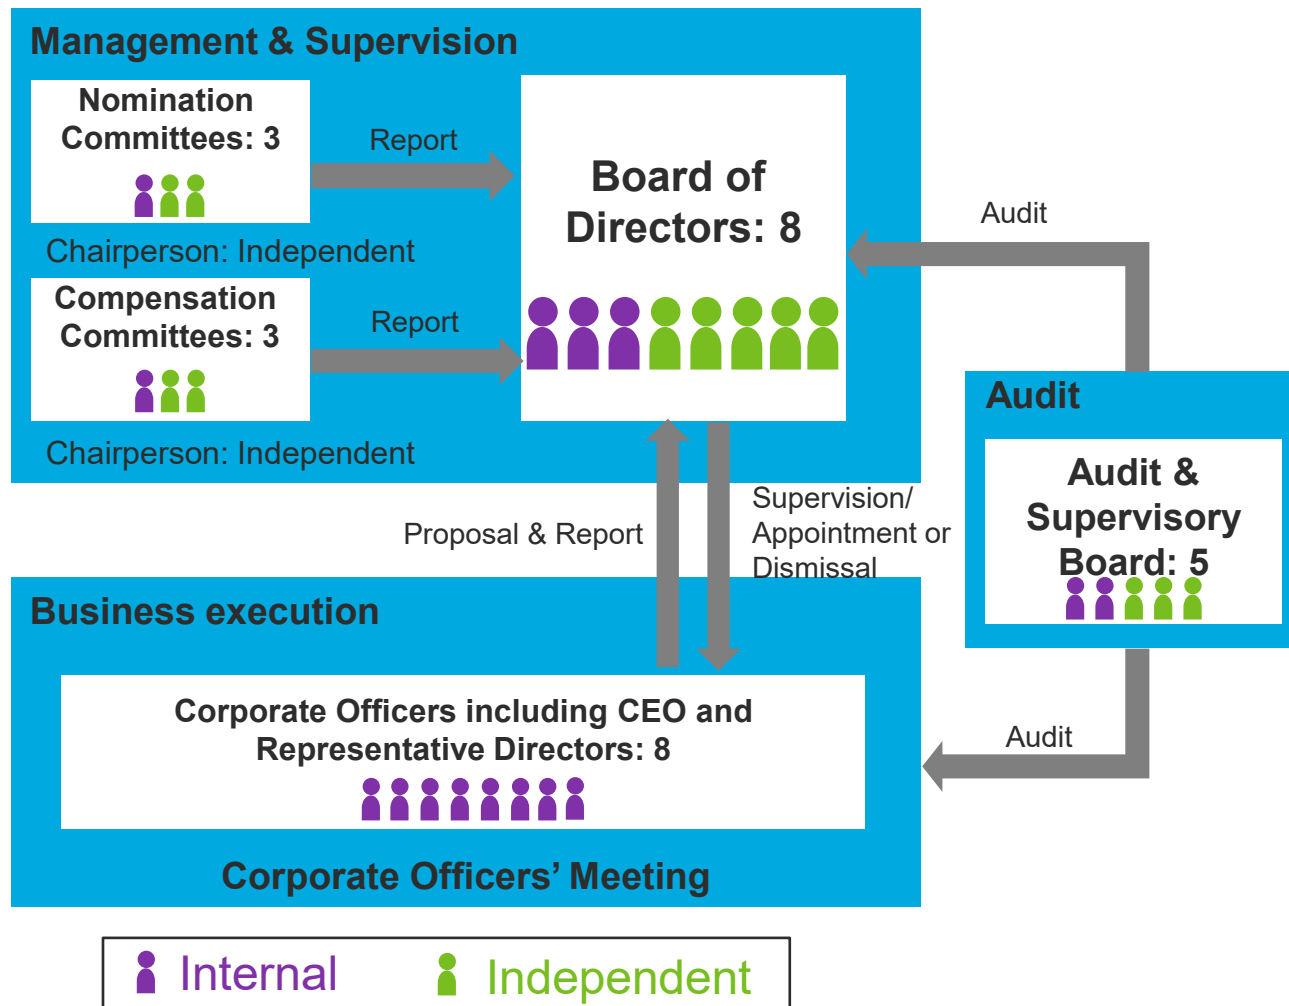 Management & Supervision
Nomination
Committees: 3
Report
Chairperson: Independent
Compensation
Committees: 3
Report
Chairperson: Independent
Board of
Directors: 8
Audit
Audit
Audit &
Supervisory
Board: 5
Proposal & Report
Supervision/
Appointment or
Dismissal
Business execution
Corporate Officers including CEO and
Representative Directors: 8
Corporate Officers’ Meeting
Audit
Internal
Independent